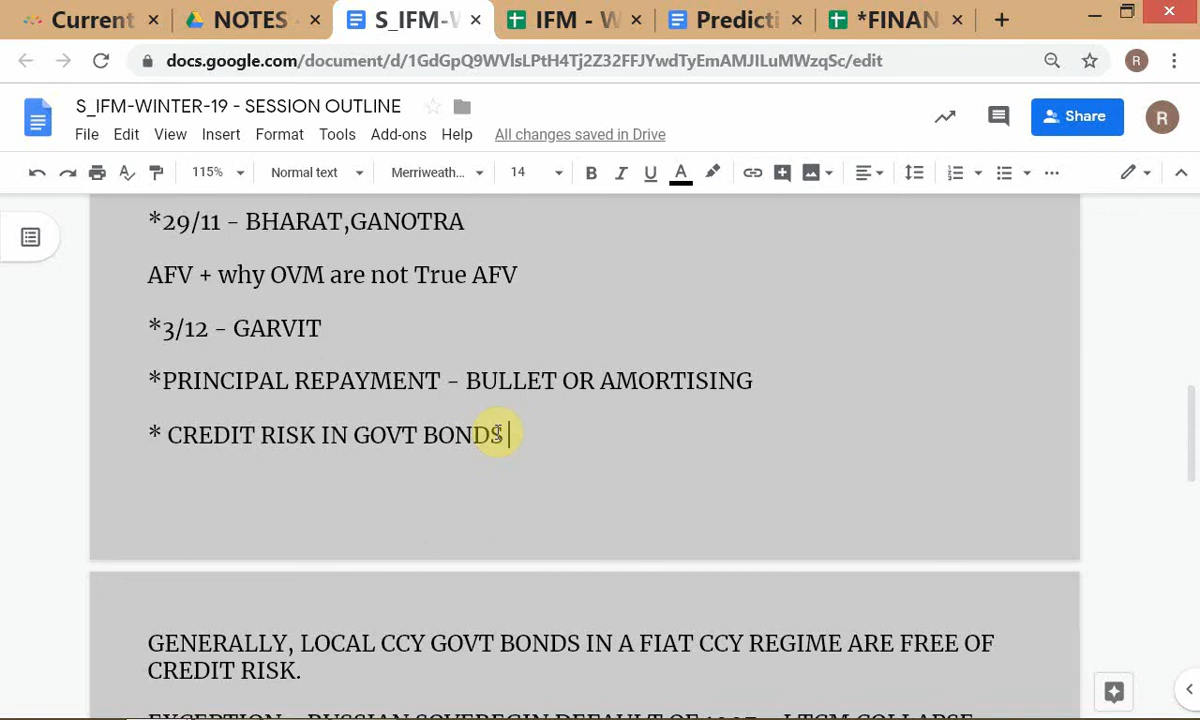 Current
NOTES
S_IFM-W
IFM - W
Predicti
*FINAN
docs.google.com/document/d/1GdGpQ9WVlsLPtH4Tj2Z32FFJYwdTyEmAMJILuMWzqSc/edit
R
S_IFM-WINTER-19 - SESSION OUTLINE
File Edit View Insert Format Tools Add-ons Help All changes saved in Drive
Share
R
115% Normal text Merriweath... 14 B I U A
*29/11 - BHARAT,GANOTRA
AFV + why OVM are not True AFV
*3/12 - GARVIT
*PRINCIPAL REPAYMENT - BULLET OR AMORTISING
* CREDIT RISK IN GOVT BONDS
GENERALLY, LOCAL CCY GOVT BONDS IN A FIAT CCY REGIME ARE FREE OF
CREDIT RISK.